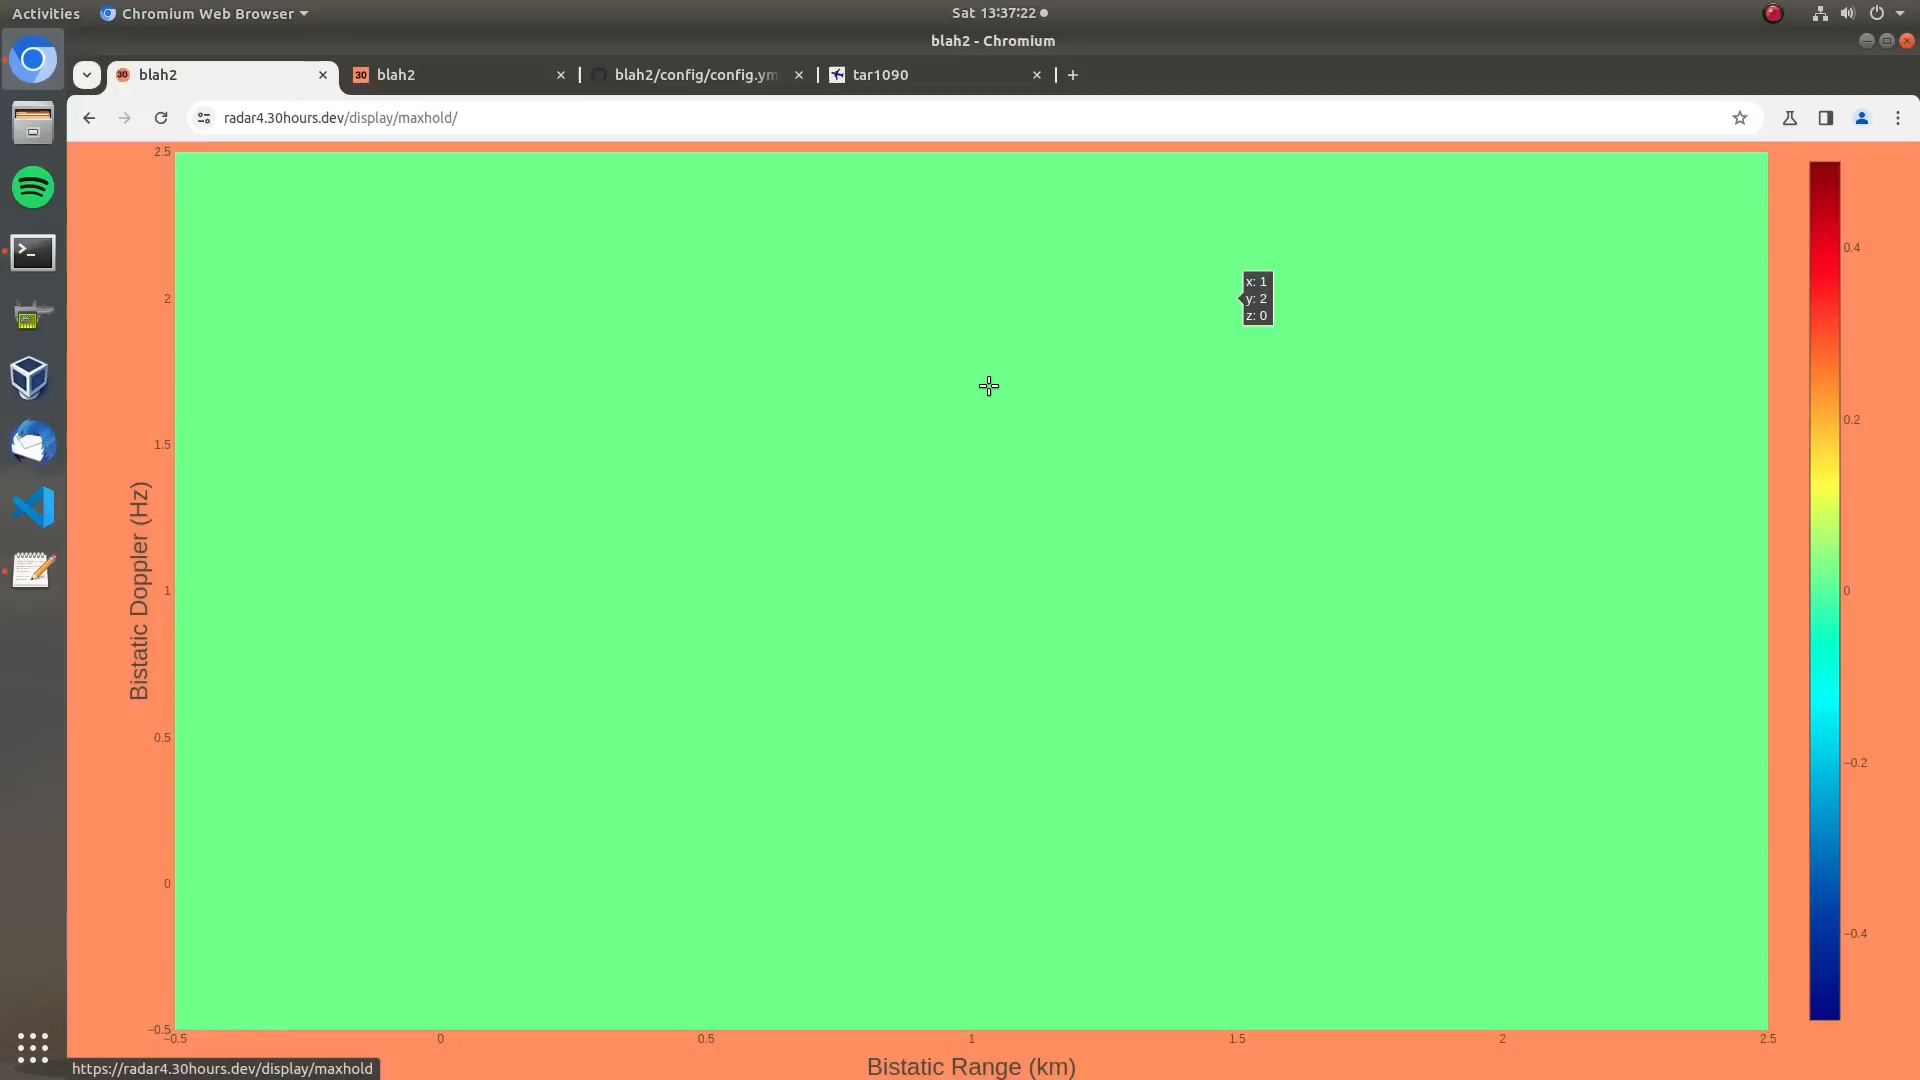 Activities
Chromium Web Browser
Sat 13:37:22
blah2 - Chromium
30
blah2
30
blah2
blah2/config/config.ym
tar1090
radar4.30hours.dev/display/maxhold/
2.5
2
1.5
1
0.5
0
−0.5
Bistatic Doppler (Hz)
x: 1
y: 2
z: 0
0.4
0.2
0
−0.2
−0.4
−0.5
0
0.5
1
1.5
2
2.5
Bistatic Range (km)
https://radar4.30hours.dev/display/maxhold